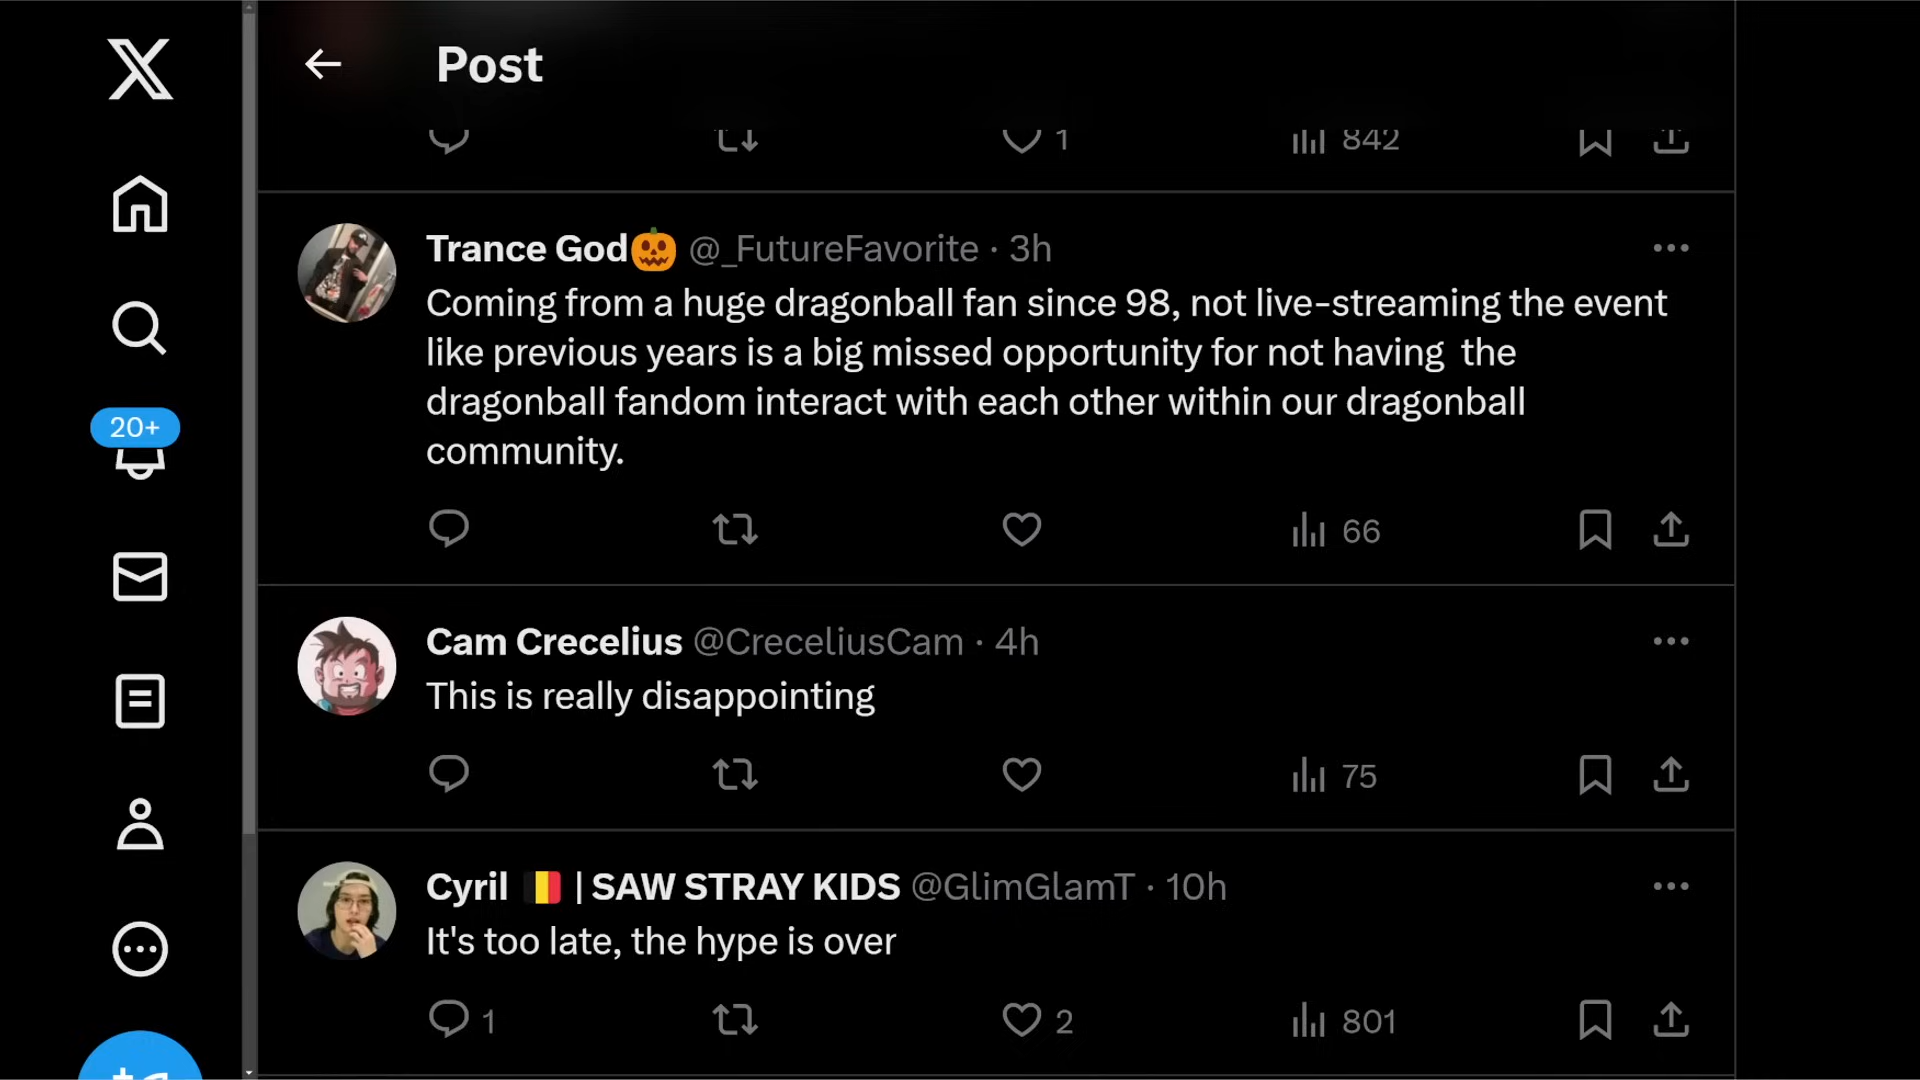 Post
1 842
Trance God🎃 @_FutureFavorite · 3h
Coming from a huge dragonball fan since 98, not live-streaming the event
like previous years is a big missed opportunity for not having the
dragonball fandom interact with each other within our dragonball
community.
20+
66
Cam Crecelius @CreceliusCam · 4h
This is really disappointing
75
Cyril 🇧🇪 | SAW STRAY KIDS @GlimGlamT · 10h
It's too late, the hype is over
1 2 801